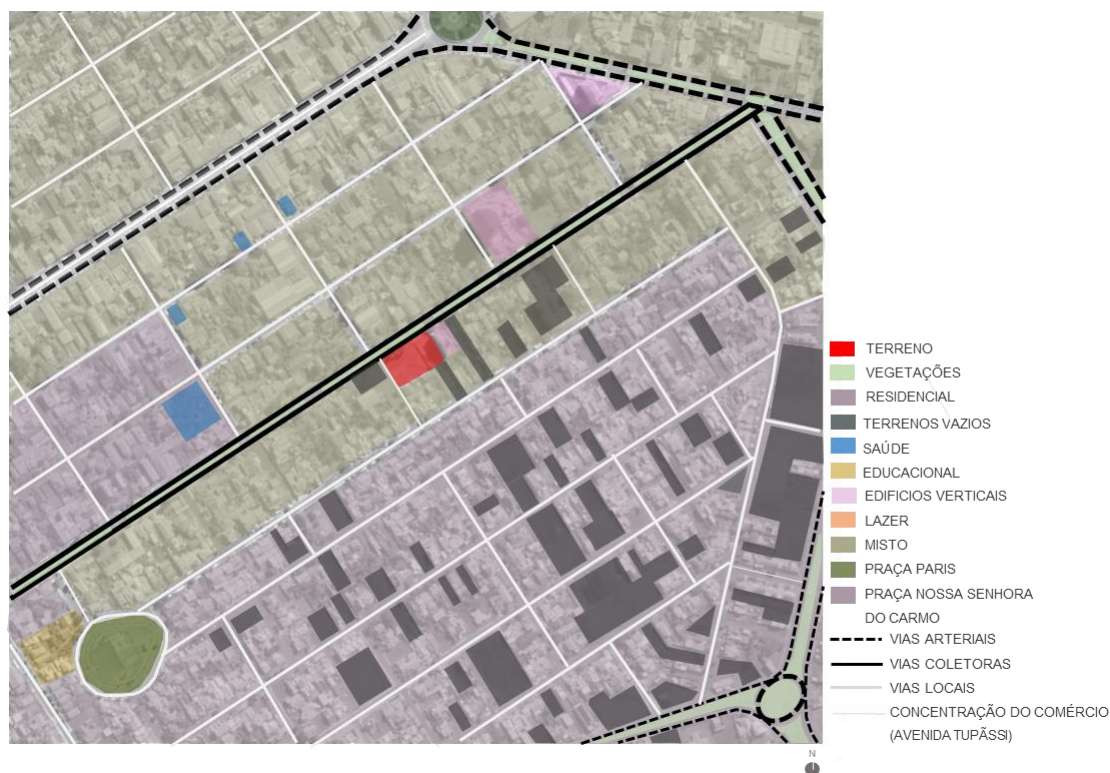 TERRENO
VEGETAÇÕES
RESIDENCIAL
TERRENOS VAZIOS
SAÚDE
EDUCACIONAL
EDIFICIOS VERTICAIS
LAZER
MISTO
PRAÇA PARIS
PRAÇA NOSSA SENHORA
DO CARMO
VIAS ARTERIAIS
VIAS COLETORAS
VIAS LOCAIS
CONCENTRAÇÃO DO COMÉRCIO
(AVENIDA TUPÃSSI)
N